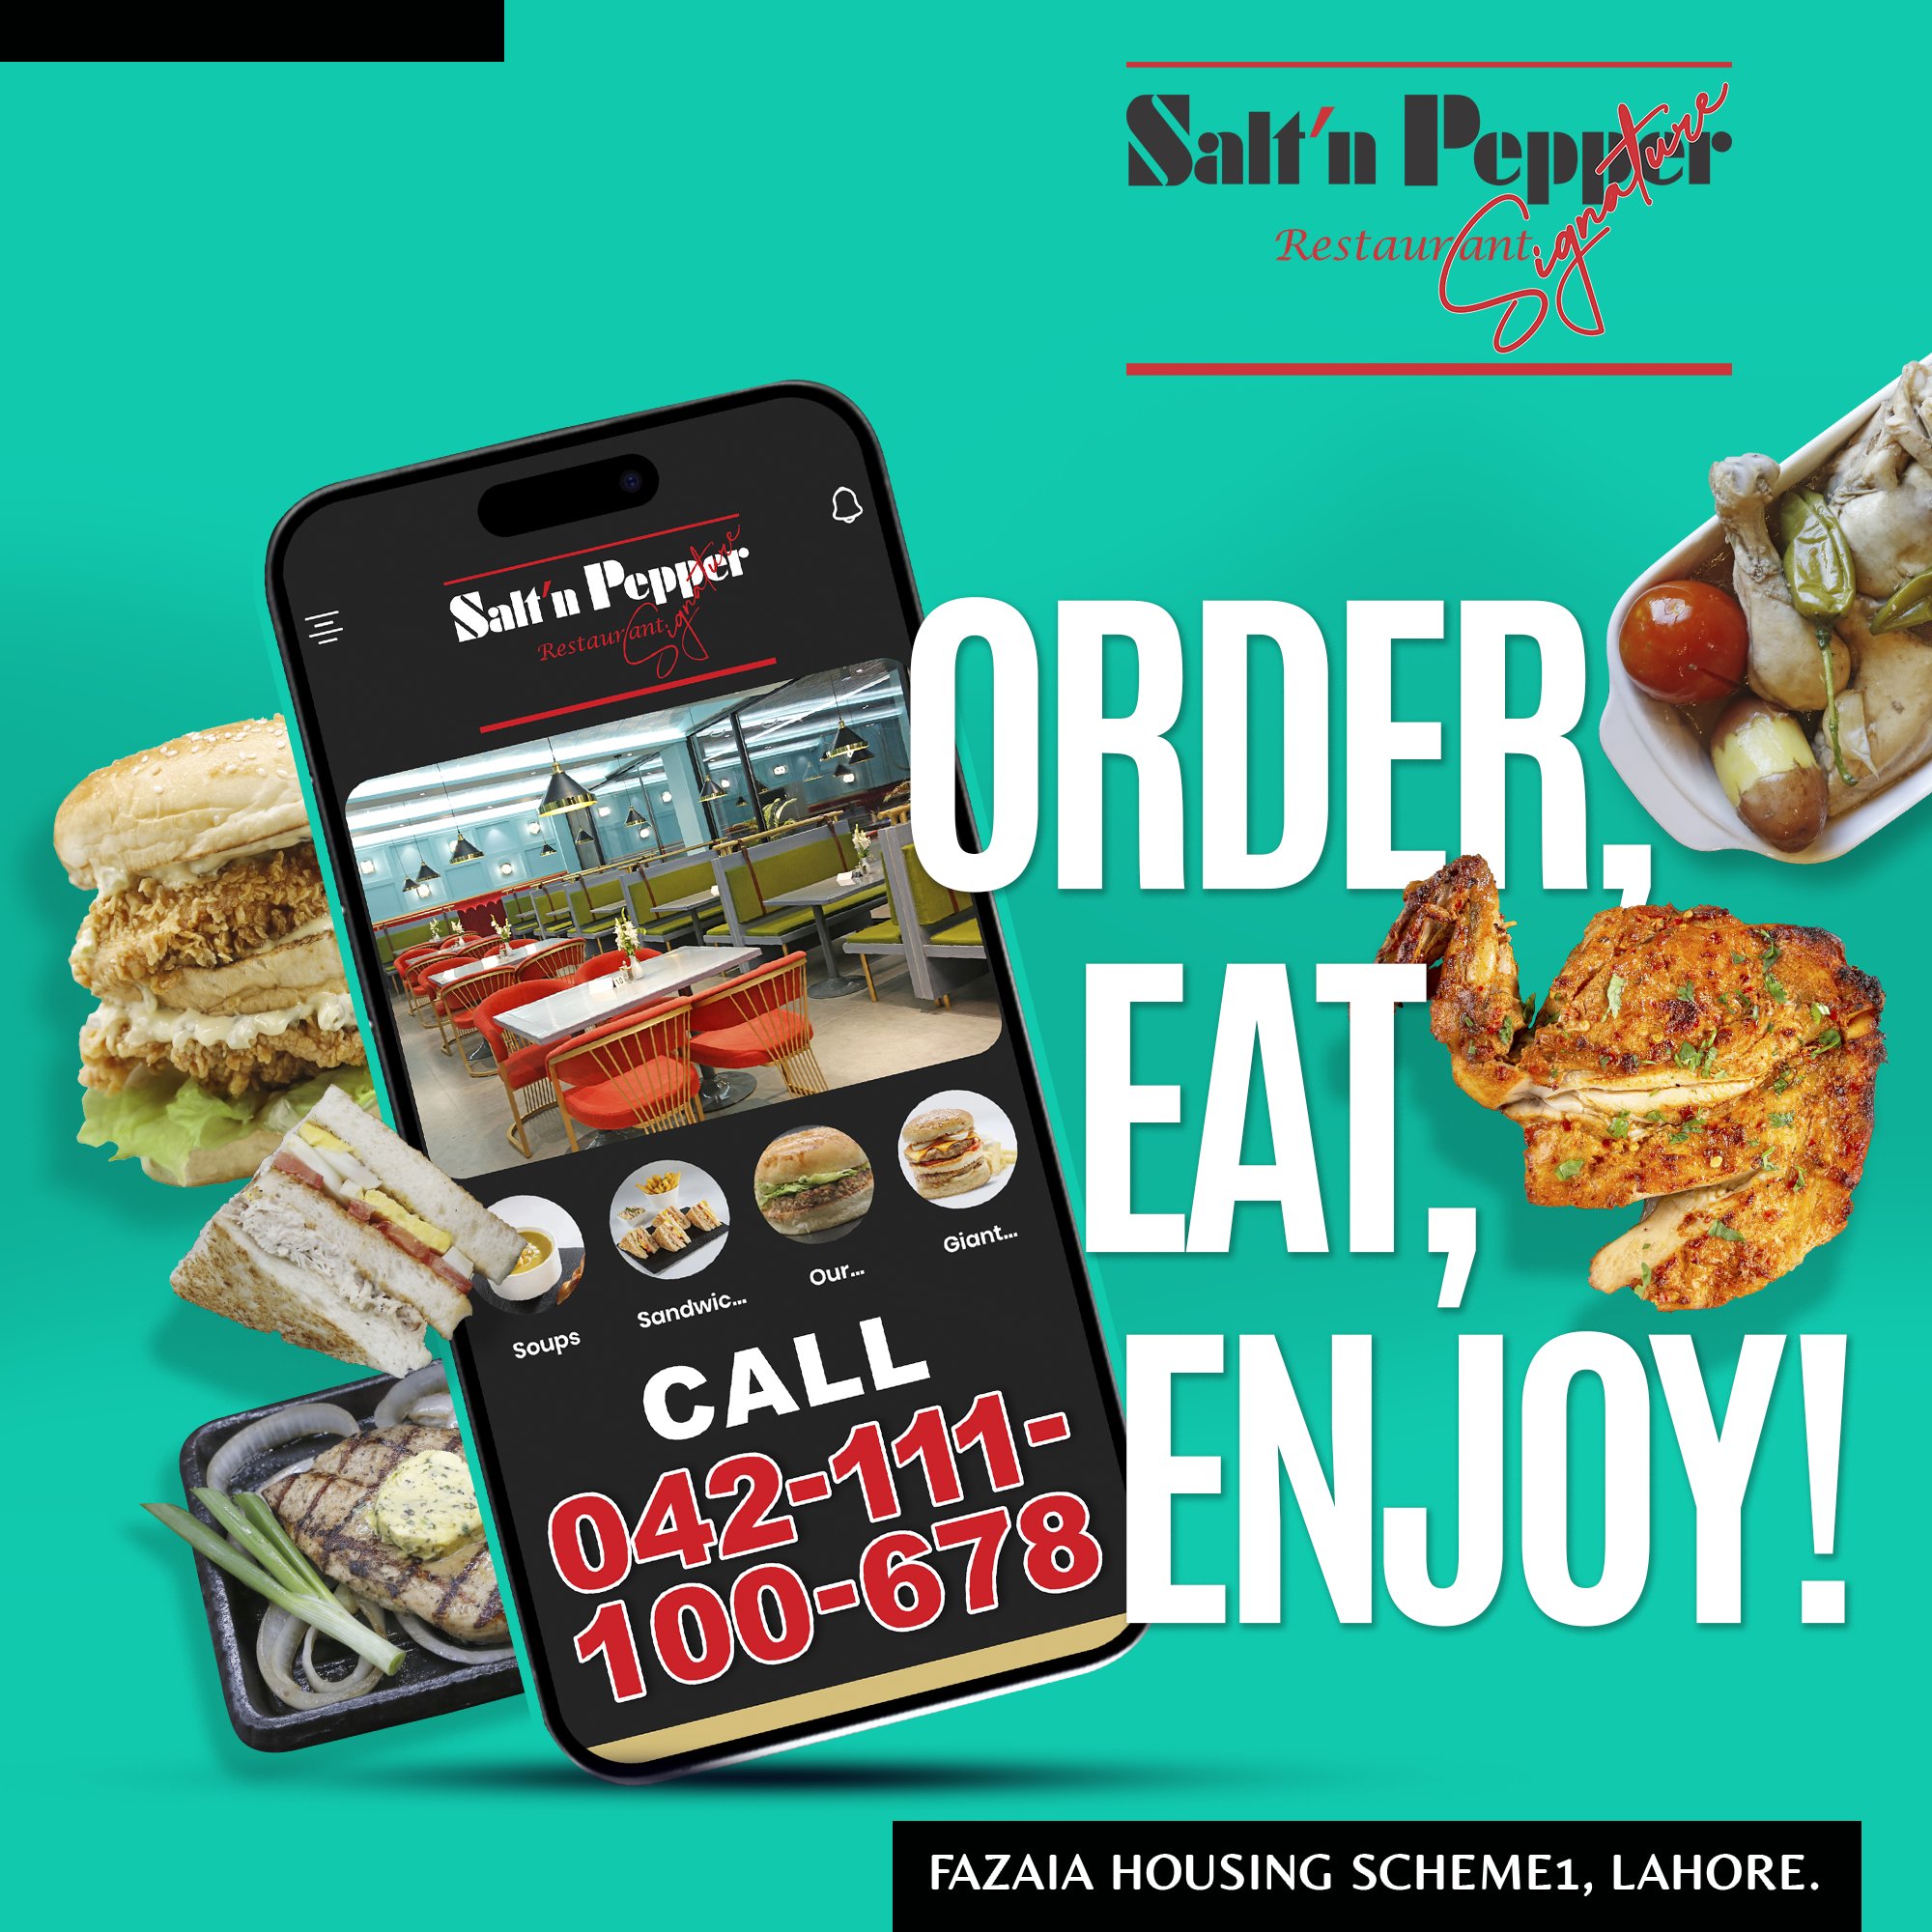 Salt'n Pepper
Restaurant
Signature
Salt'n Pepper
Restaurant
Signature
ORDER,
EAT,
ENJOY!
Soups
Sandwic...
Our...
Giant...
CALL
042-111-
100-678
FAZAIA HOUSING SCHEME1, LAHORE.